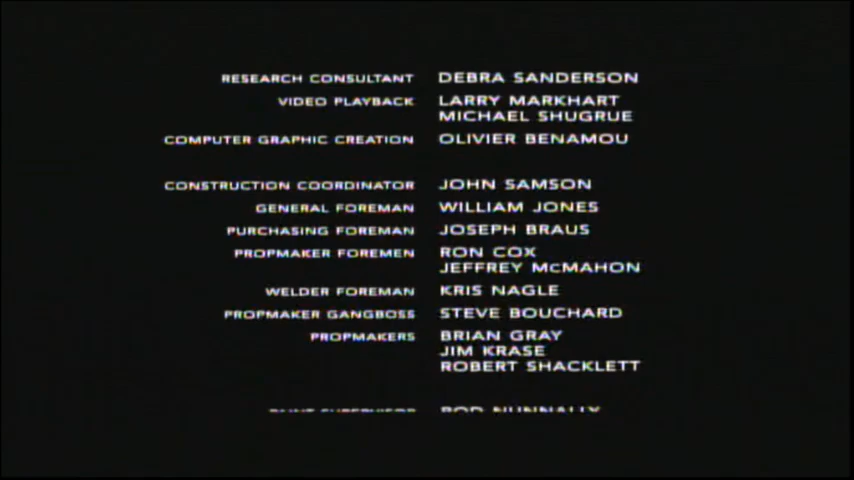 RESEARCH CONSULTANT DEBRA SANDERSON
VIDEO PLAYBACK LARRY MARKHART
MICHAEL SHUGRUE
COMPUTER GRAPHIC CREATION OLIVIER BENAMOU
CONSTRUCTION COORDINATOR JOHN SAMSON
GENERAL FOREMAN WILLIAM JONES
PURCHASING FOREMAN JOSEPH BRAUS
PROPMAKER FOREMEN RON COX
JEFFREY McMAHON
WELDER FOREMAN KRIS NAGLE
PROPMAKER GANGBOSS STEVE BOUCHARD
PROPMAKERS BRIAN GRAY
JIM KRASE
ROBERT SHACKLETT